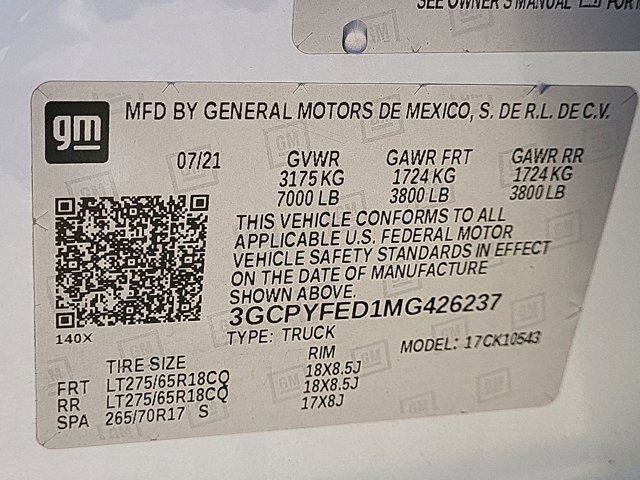 SEE OWNER'S MANUAL
gm
MFD BY GENERAL MOTORS DE MEXICO, S. DE R.L. DE C.V.
07/21 GVWR GAWR FRT GAWR RR
3175 KG 1724 KG 1724 KG
7000 LB 3800 LB 3800 LB
THIS VEHICLE CONFORMS TO ALL
APPLICABLE U.S. FEDERAL MOTOR
VEHICLE SAFETY STANDARDS IN EFFECT
ON THE DATE OF MANUFACTURE
SHOWN ABOVE.
3GCPYFED1MG426237
140X
TYPE: TRUCK MODEL: 17CK10543
TIRE SIZE RIM
FRT LT275/65R18CQ 18X8.5J
RR LT275/65R18CQ 18X8.5J
SPA 265/70R17 S 17X8J